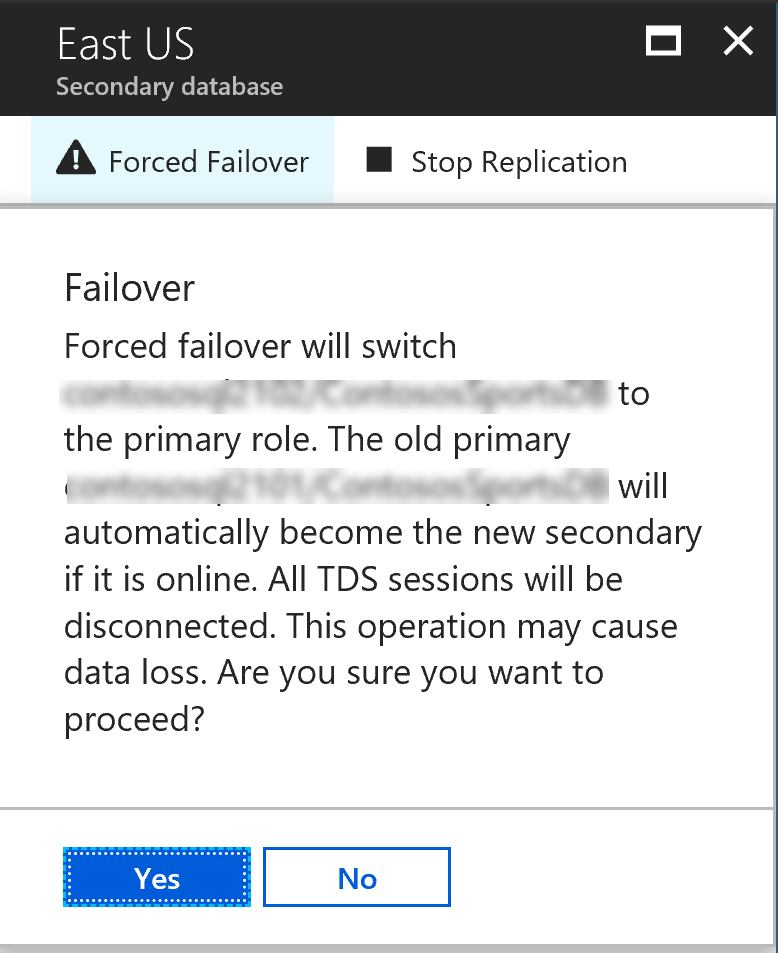 East US
Secondary database
Forced Failover
Stop Replication
Failover
Forced failover will switch
to
the primary role. The old primary
will
automatically become the new secondary
if it is online. All TDS sessions will be
disconnected. This operation may cause
data loss. Are you sure you want to
proceed?
Yes
No